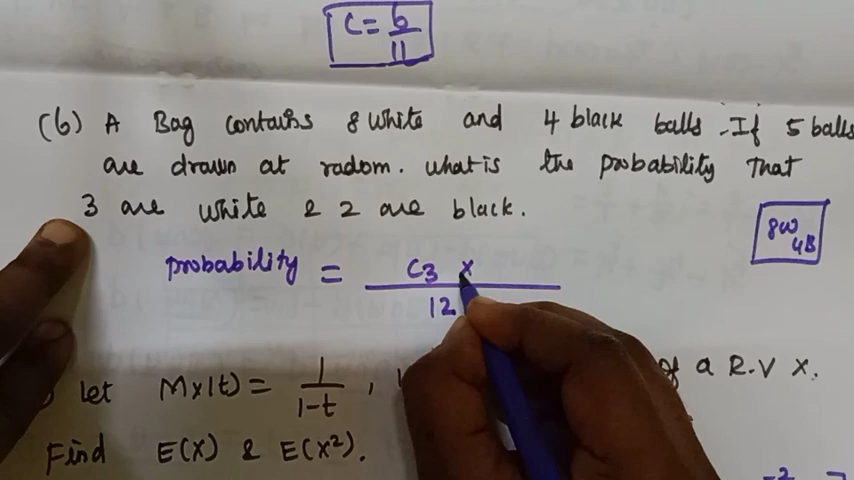 C = 6/11
(6) A Bag contains 8 White and 4 black balls. If 5 balls
are drawn at radom. what is the probability That
3 are white & 2 are black.
8W
4B
probability = C3 x
12
let Mx(t) = 1/1-t , of a R.V X.
Find E(X) & E(X²).